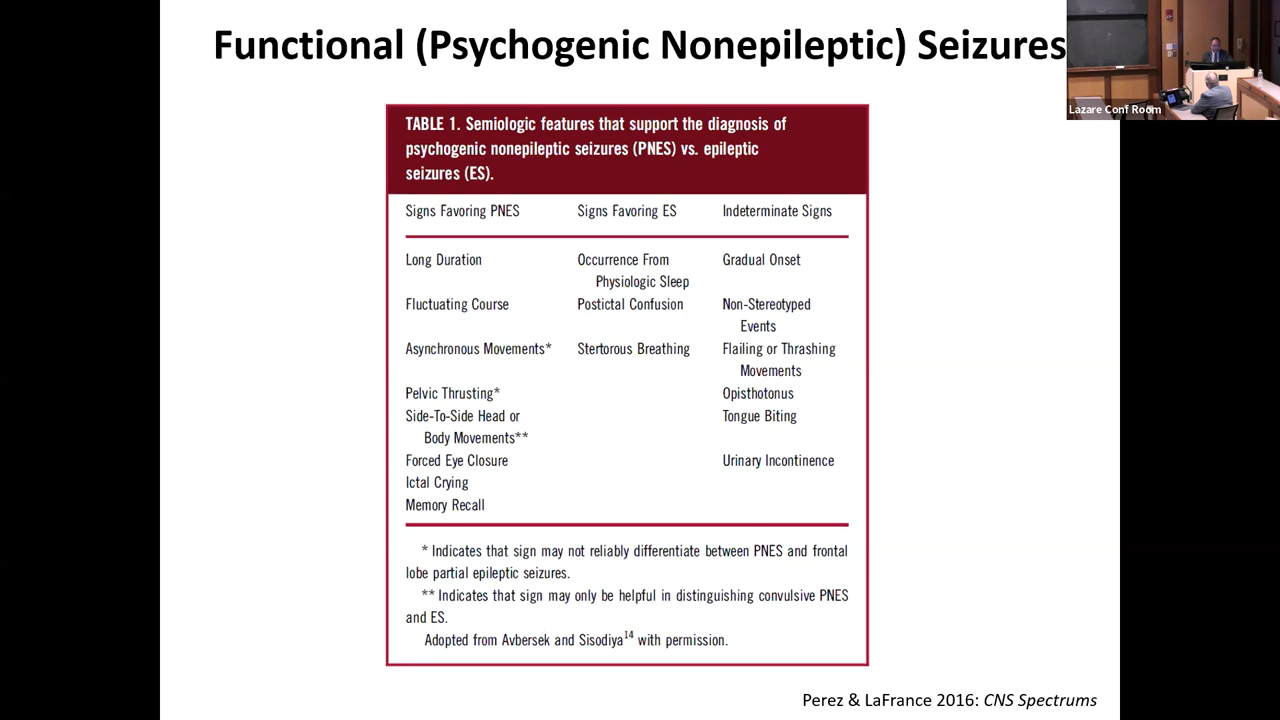 Functional (Psychogenic Nonepileptic) Seizures
Lazare Conf Room
TABLE 1. Semiologic features that support the diagnosis of
psychogenic nonepileptic seizures (PNES) vs. epileptic
seizures (ES).
Signs Favoring PNES Signs Favoring ES Indeterminate Signs
Long Duration Occurrence From Gradual Onset
Physiologic Sleep
Fluctuating Course Postictal Confusion Non-Stereotyped
Events
Asynchronous Movements* Stertorous Breathing Flailing or Thrashing
Movements
Pelvic Thrusting* Opisthotonus
Side-To-Side Head or Tongue Biting
Body Movements**
Forced Eye Closure Urinary Incontinence
Ictal Crying
Memory Recall
* Indicates that sign may not reliably differentiate between PNES and frontal
lobe partial epileptic seizures.
** Indicates that sign may only be helpful in distinguishing convulsive PNES
and ES.
Adopted from Avbersek and Sisodiya14 with permission.
Perez & LaFrance 2016: CNS Spectrums